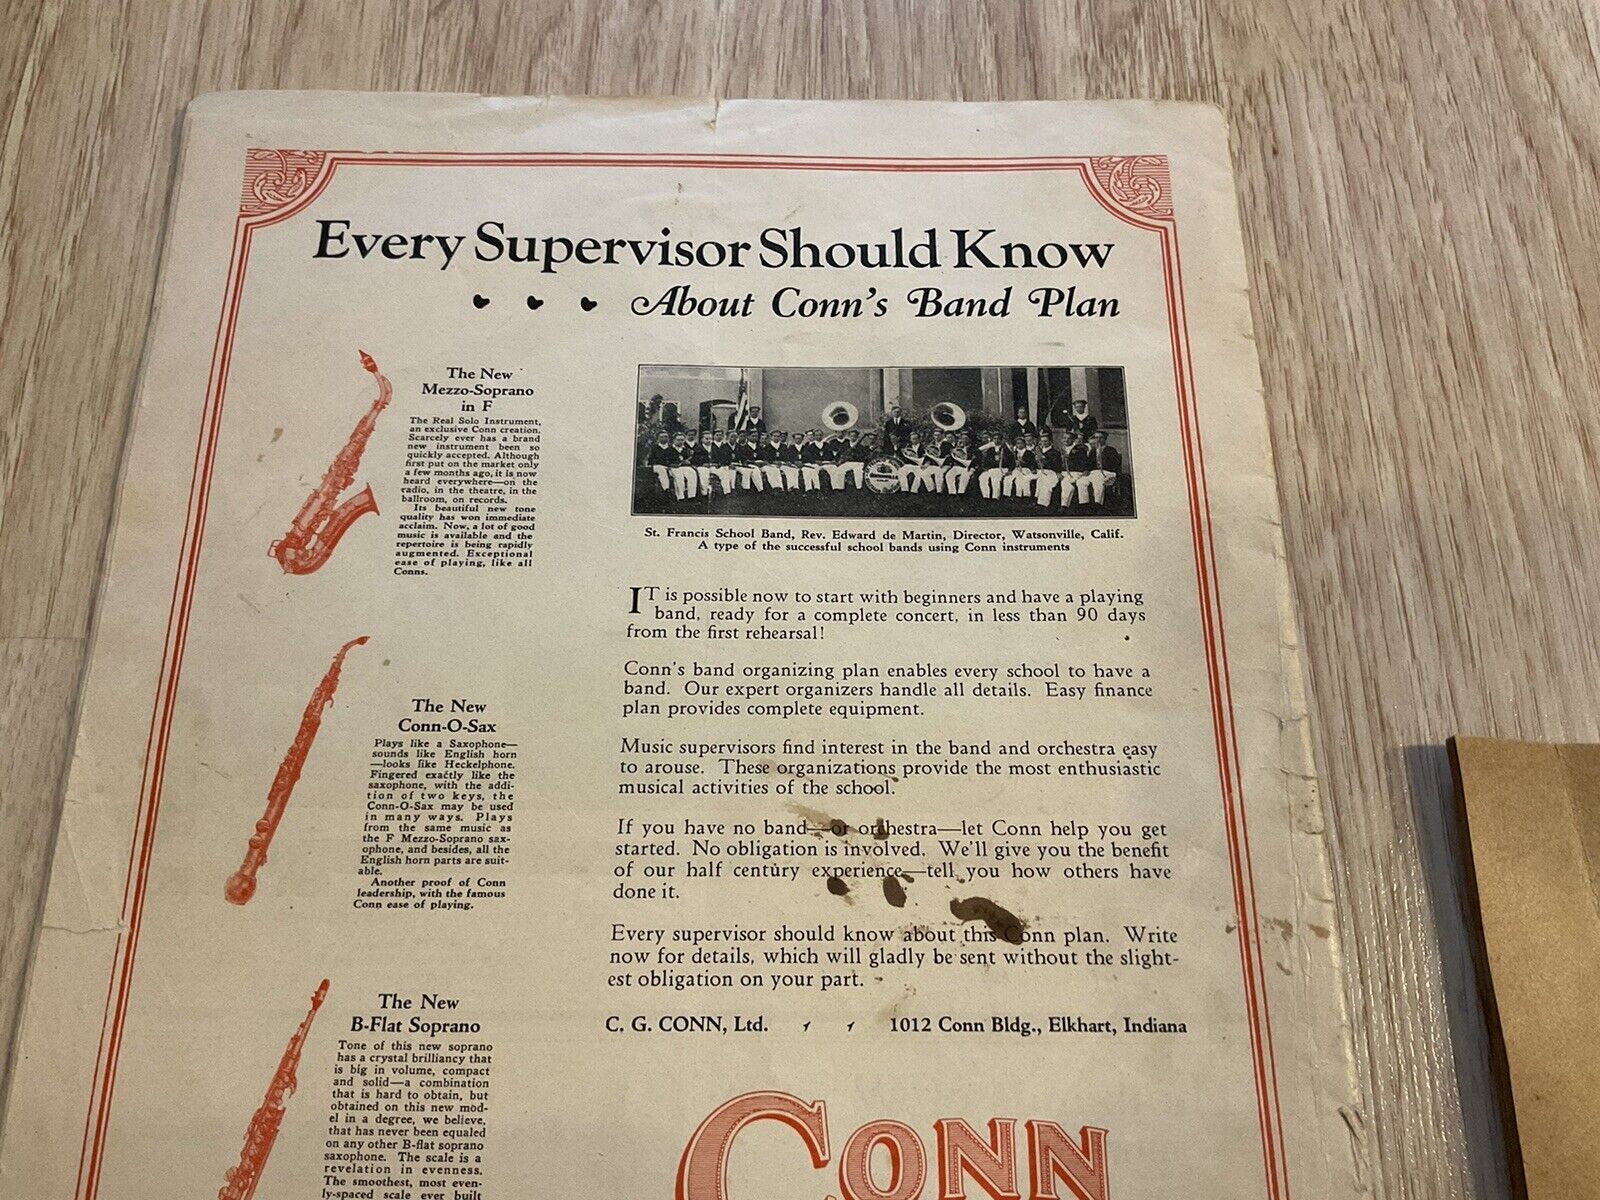 Every Supervisor Should Know
About Conn's Band Plan
The New
Mezzo-Soprano
in F
The Real Solo Instrument,
an exclusive Conn creation.
Scarcely ever has a brand
new instrument been so
quickly accepted. Although
first put on the market only
a few months ago, it is now
heard everywhere—on the
radio, in the theatre, in the
ballroom, on records.
Its beautiful new tone
quality has won immediate
acclaim. Now, a lot of good
music is available and the
repertoire is being rapidly
augmented. Exceptional
ease of playing, like all
Conns.
The New
Conn-O-Sax
Plays like a Saxophone—
sounds like English horn
—looks like Heckelphone.
Fingered exactly like the
saxophone, with the addi-
tion of two keys, the
Conn-O-Sax may be used
in many ways. Plays
from the same music as
the F Mezzo-Soprano sax-
ophone, and besides, all the
English horn parts are suit-
able.
Another proof of Conn
leadership, with the famous
Conn ease of playing.
The New
B-Flat Soprano
Tone of this new soprano
has a crystal brilliancy that
is big in volume, compact
and solid—a combination
that is hard to obtain, but
obtained on this new mod-
el in a degree, we believe,
that has never been equaled
on any other B-flat soprano
saxophone. The scale is a
revelation in evenness.
The smoothest, most even-
ly-spaced scale ever built
St. Francis School Band, Rev. Edward de Martin, Director, Watsonville, Calif.
A type of the successful school bands using Conn instruments
IT is possible now to start with beginners and have a playing
band, ready for a complete concert, in less than 90 days
from the first rehearsal!
Conn's band organizing plan enables every school to have a
band. Our expert organizers handle all details. Easy finance
plan provides complete equipment.
Music supervisors find interest in the band and orchestra easy
to arouse. These organizations provide the most enthusiastic
musical activities of the school.
If you have no band—or orchestra—let Conn help you get
started. No obligation is involved. We'll give you the benefit
of our half century experience—tell you how others have
done it.
Every supervisor should know about this Conn plan. Write
now for details, which will gladly be sent without the slight-
est obligation on your part.
C. G. CONN, Ltd. 1012 Conn Bldg., Elkhart, Indiana
CONN